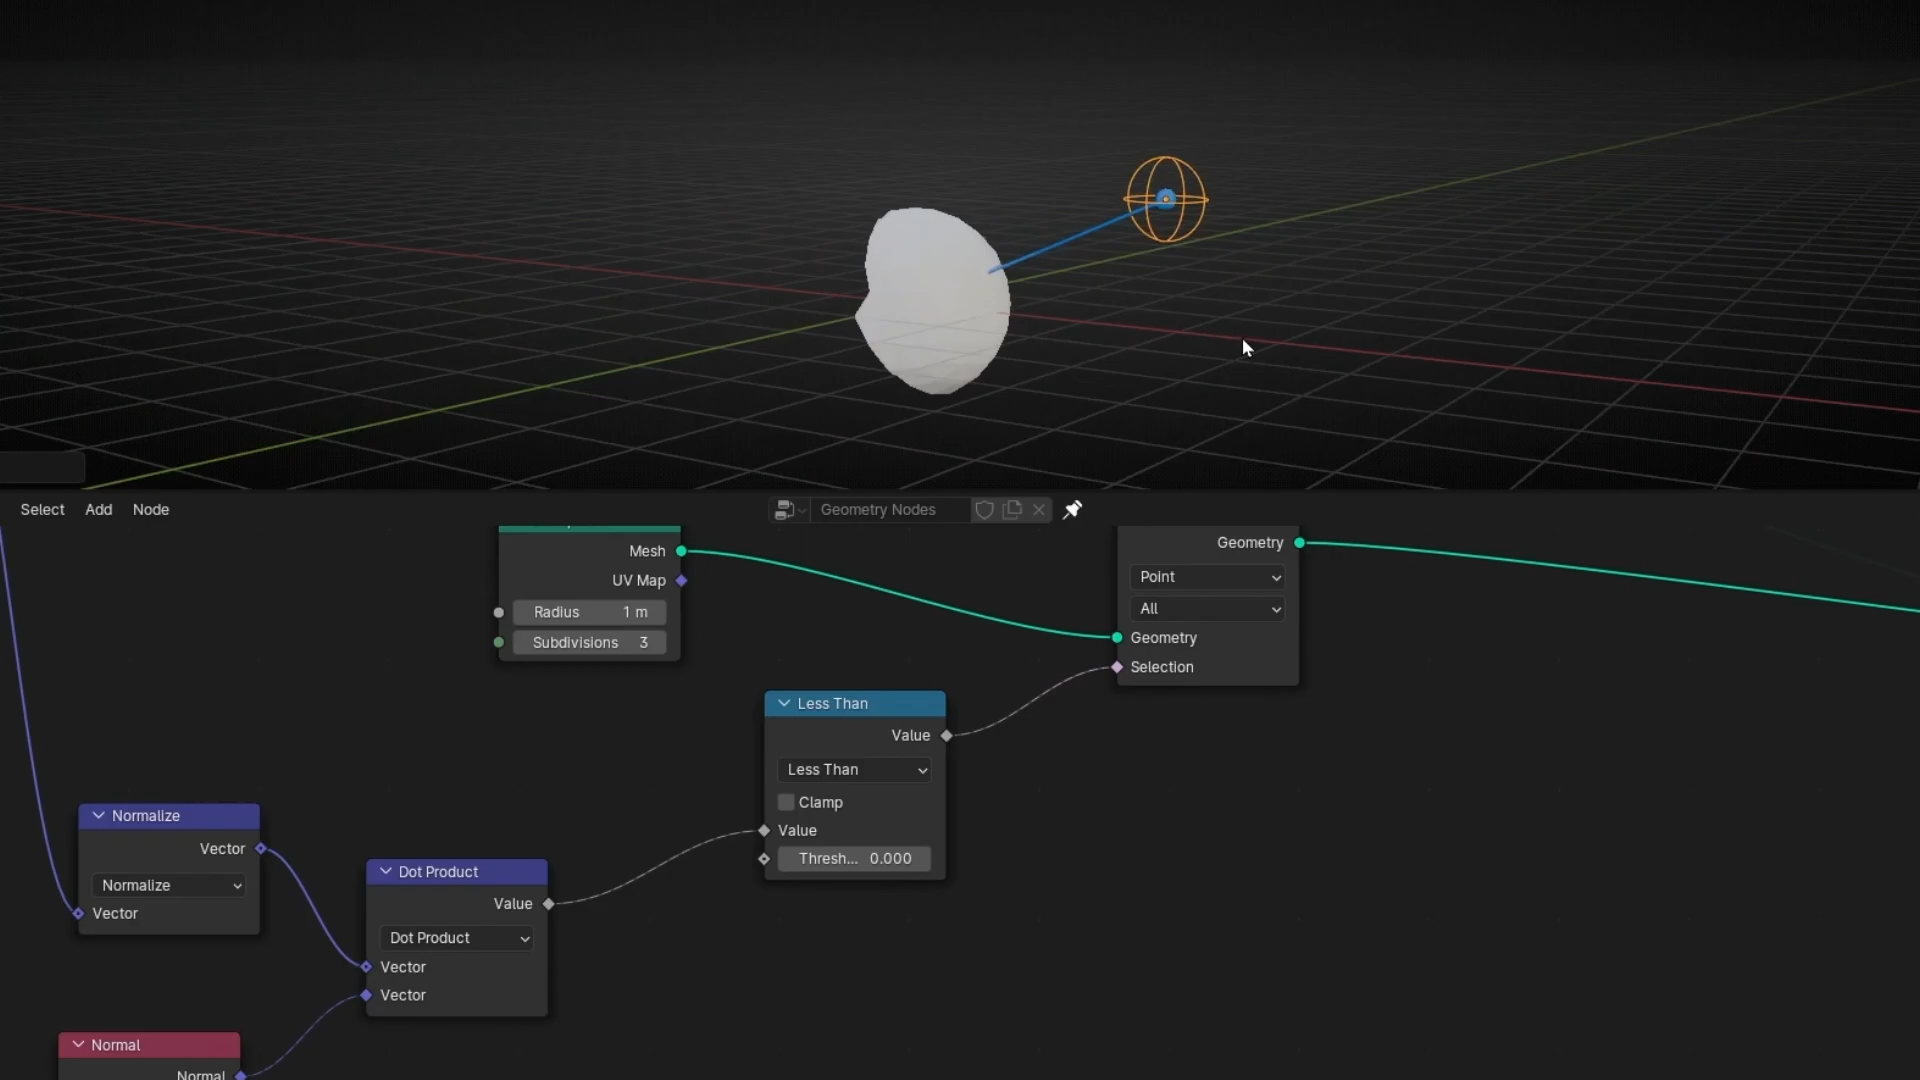 Select Add Node
Geometry Nodes
Mesh
UV Map
Radius 1 m
Subdivisions 3
Geometry
Point
All
Geometry
Selection
Less Than
Value
Less Than
Clamp
Value
Thresh... 0.000
Normalize
Vector
Normalize
Vector
Dot Product
Value
Dot Product
Vector
Vector
Normal
Normal